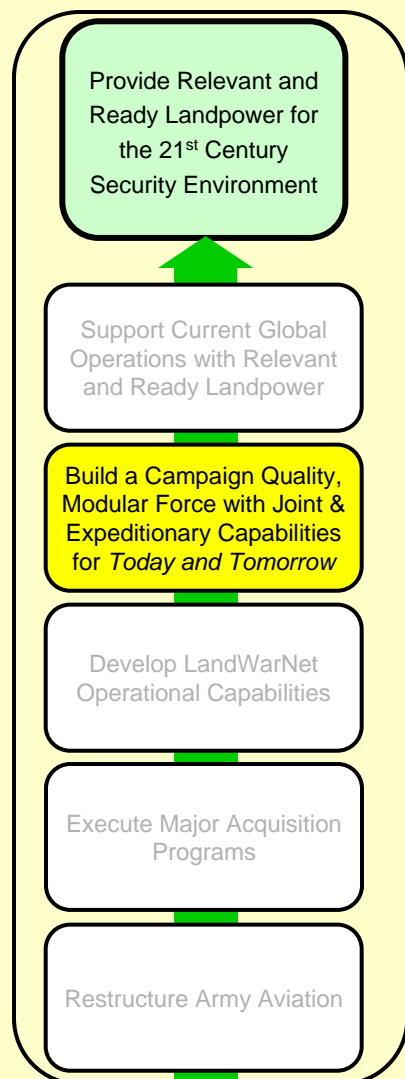 Provide Relevant and
Ready Landpower for
the 21st Century
Security Environment
Support Current Global
Operations with Relevant
and Ready Landpower
Build a Campaign Quality,
Modular Force with Joint &
Expeditionary Capabilities
for Today and Tomorrow
Develop LandWarNet
Operational Capabilities
Execute Major Acquisition
Programs
Restructure Army Aviation